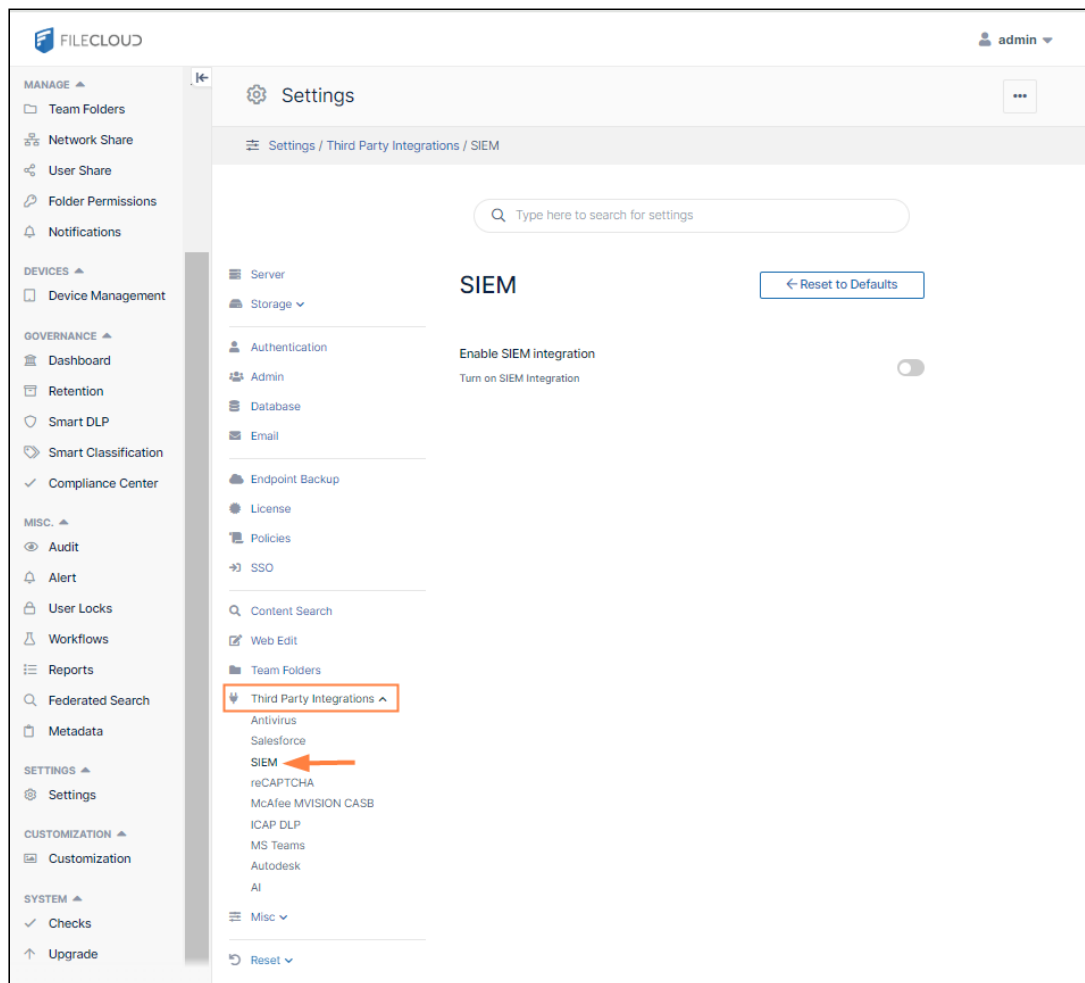 FILECLOUD
admin
MANAGE
Team Folders
Network Share
User Share
Folder Permissions
Notifications
DEVICES
Device Management
GOVERNANCE
Dashboard
Retention
Smart DLP
Smart Classification
Compliance Center
MISC.
Audit
Alert
User Locks
Workflows
Reports
Federated Search
Metadata
SETTINGS
Settings
CUSTOMIZATION
Customization
SYSTEM
Checks
Upgrade
Settings
Settings / Third Party Integrations / SIEM
Type here to search for settings
Server
Storage
Authentication
Admin
Database
Email
Endpoint Backup
License
Policies
SSO
Content Search
Web Edit
Team Folders
Third Party Integrations
Antivirus
Salesforce
SIEM
reCAPTCHA
McAfee MVISION CASB
ICAP DLP
MS Teams
Autodesk
AI
Misc
Reset
SIEM
Reset to Defaults
Enable SIEM integration
Turn on SIEM Integration